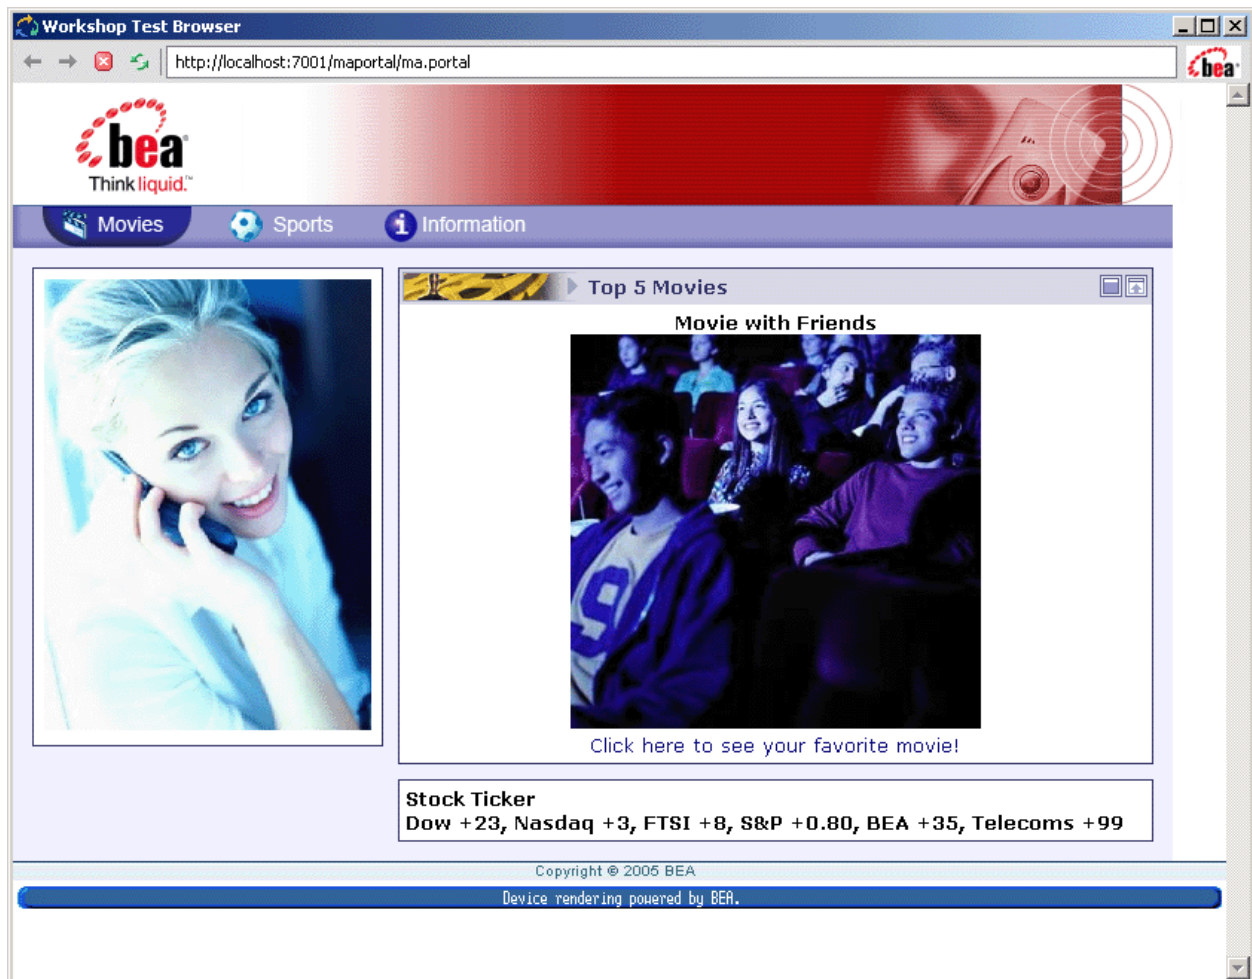 Workshop Test Browser
http://localhost:7001/maportal/ma.portal
bea
bea
Think liquid.™
Movies
Sports
Information
Top 5 Movies
Movie with Friends
9
Click here to see your favorite movie!
Stock Ticker
Dow +23, Nasdaq +3, FTSI +8, S&P +0.80, BEA +35, Telecoms +99
Copyright © 2005 BEA
Device rendering powered by BEA.